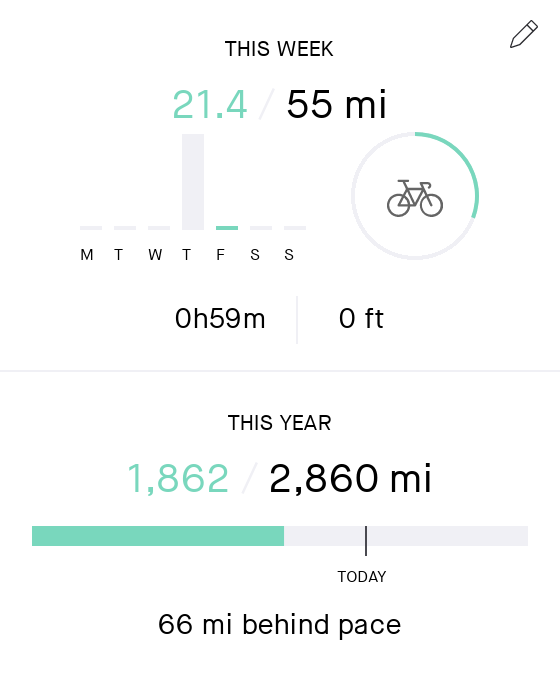 THIS WEEK
21.4 / 55 mi
M T W T F S S
0h59m | 0 ft
THIS YEAR
1,862 / 2,860 mi
TODAY
66 mi behind pace